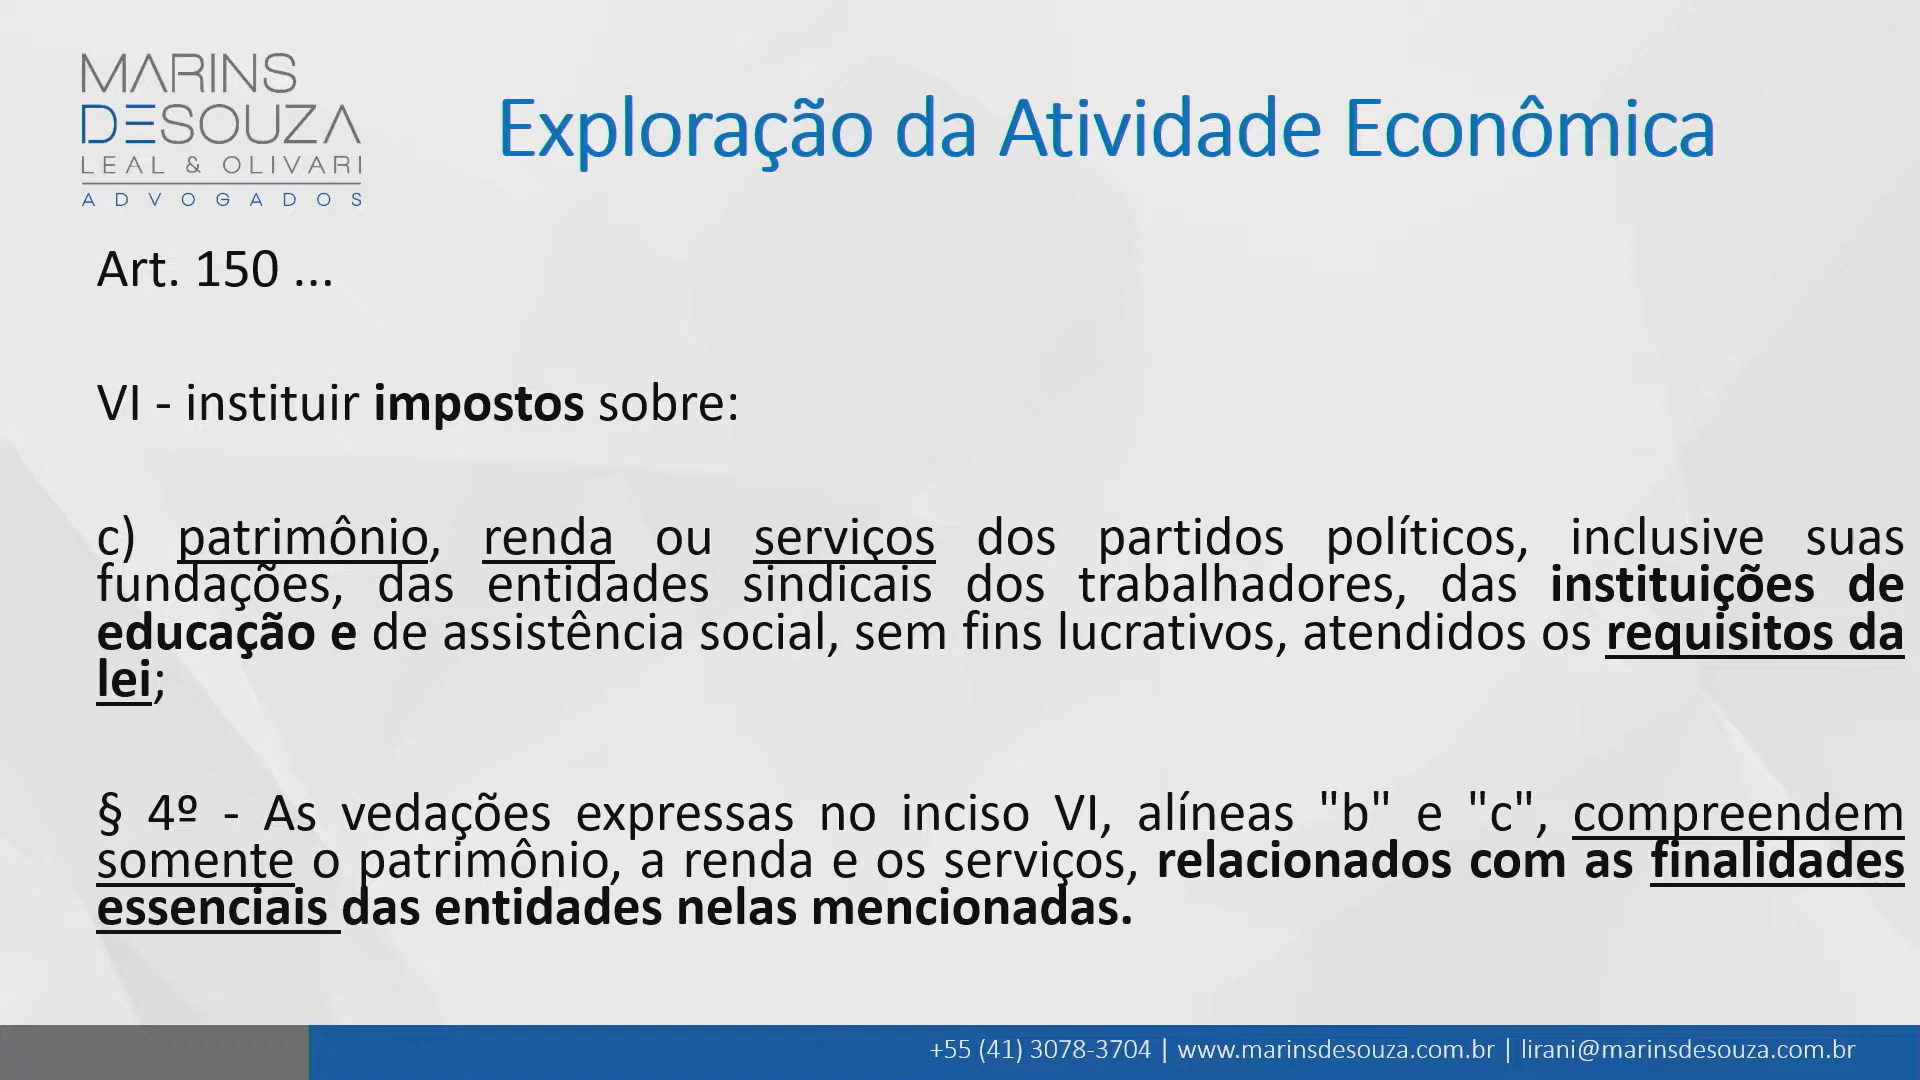 MARINS
DESOUZA
LEAL & OLIVARI
ADVOGADOS
Exploração da Atividade Econômica
Art. 150 ...
VI - instituir impostos sobre:
c) patrimônio, renda ou serviços dos partidos políticos, inclusive suas
fundações, das entidades sindicais dos trabalhadores, das instituições de
educação e de assistência social, sem fins lucrativos, atendidos os requisitos da
lei;
§ 4º - As vedações expressas no inciso VI, alíneas "b" e "c", compreendem
somente o patrimônio, a renda e os serviços, relacionados com as finalidades
essenciais das entidades nelas mencionadas.
+55 (41) 3078-3704 | www.marinsdesouza.com.br | lirani@marinsdesouza.com.br